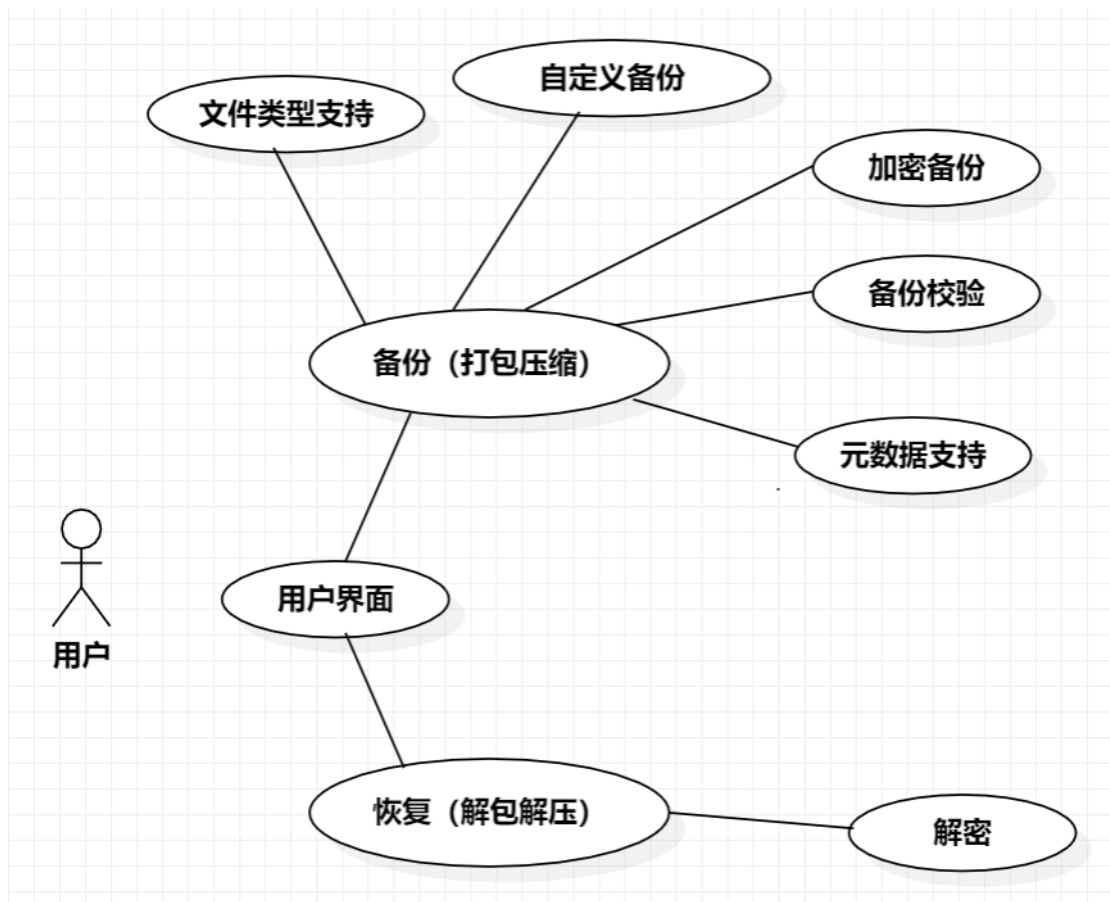 自定义备份
文件类型支持
加密备份
备份校验
备份（打包压缩）
元数据支持
用户界面
用户
恢复（解包解压）
解密